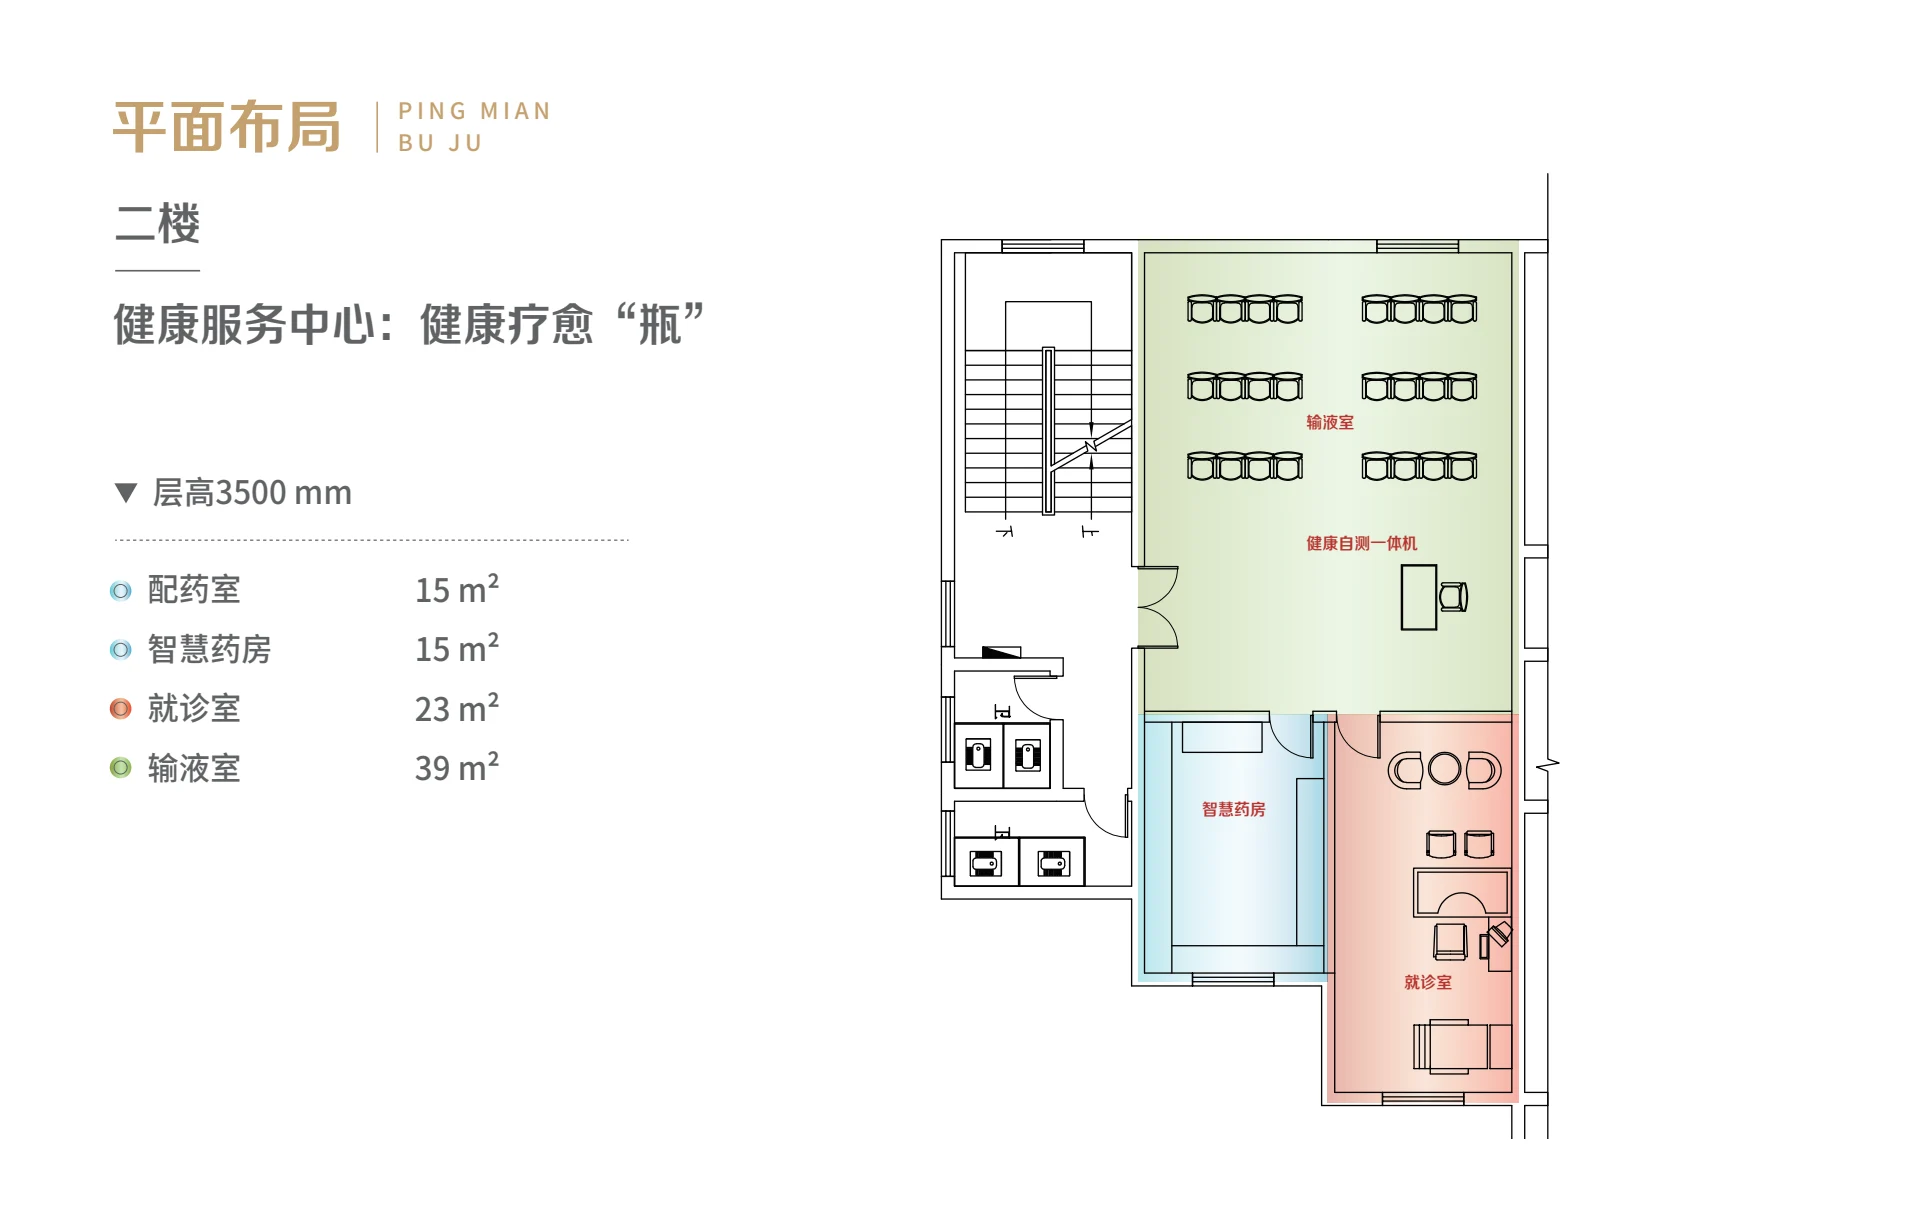 平面布局
PING MIAN
BU JU
二楼
健康服务中心：健康疗愈“瓶”
▼ 层高3500 mm
配药室 15 m²
智慧药房 15 m²
就诊室 23 m²
输液室 39 m²
输液室
健康自测一体机
下 上
智慧药房
就诊室